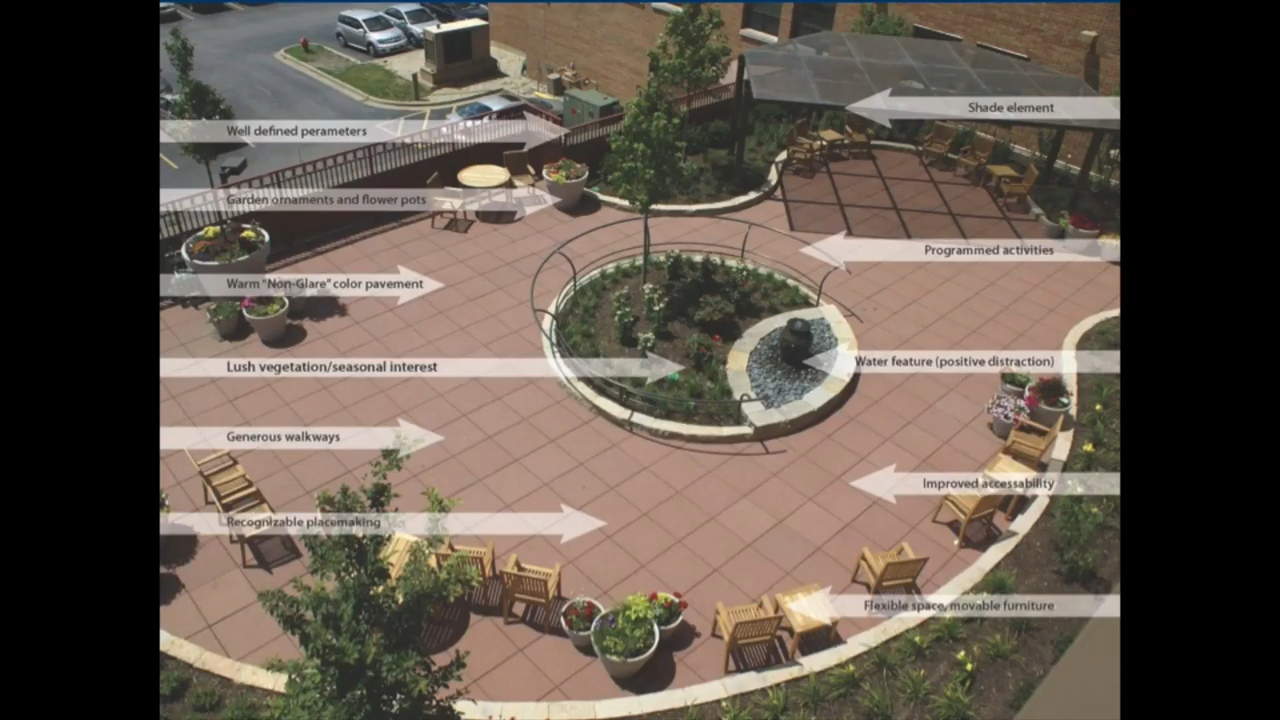 Shade element
Well defined perameters
Garden ornaments and flower pots
Programmed activities
Warm "Non-Glare" color pavement
Water feature (positive distraction)
Lush vegetation/seasonal interest
Generous walkways
Improved accessability
Recognizable placemaking
Flexible space, movable furniture